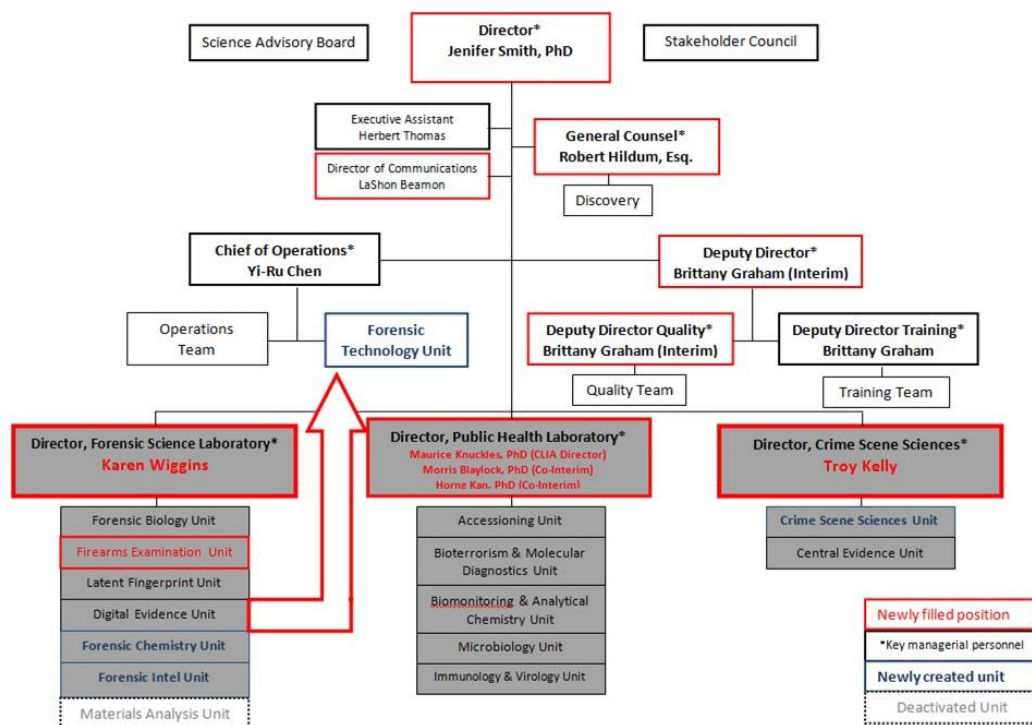 Science Advisory Board
Director*
Jenifer Smith, PhD
Stakeholder Council
Executive Assistant
Herbert Thomas
Director of Communications
LaShon Beamon
General Counsel*
Robert Hildum, Esq.
Discovery
Chief of Operations*
Yi-Ru Chen
Deputy Director*
Brittany Graham (Interim)
Operations
Team
Forensic
Technology Unit
Deputy Director Quality*
Brittany Graham (Interim)
Quality Team
Deputy Director Training*
Brittany Graham
Training Team
Director, Forensic Science Laboratory*
Karen Wiggins
Director, Public Health Laboratory*
Maurice Knuckles, PhD (CLIA Director)
Morris Blaylock, PhD (Co-Interim)
Horng Kan, PhD (Co-Interim)
Director, Crime Scene Sciences*
Troy Kelly
Forensic Biology Unit
Firearms Examination Unit
Latent Fingerprint Unit
Digital Evidence Unit
Forensic Chemistry Unit
Forensic Intel Unit
Materials Analysis Unit
Accessioning Unit
Bioterrorism & Molecular
Diagnostics Unit
Biomonitoring & Analytical
Chemistry Unit
Microbiology Unit
Immunology & Virology Unit
Crime Scene Sciences Unit
Central Evidence Unit
Newly filled position
*Key managerial personnel
Newly created unit
Deactivated Unit